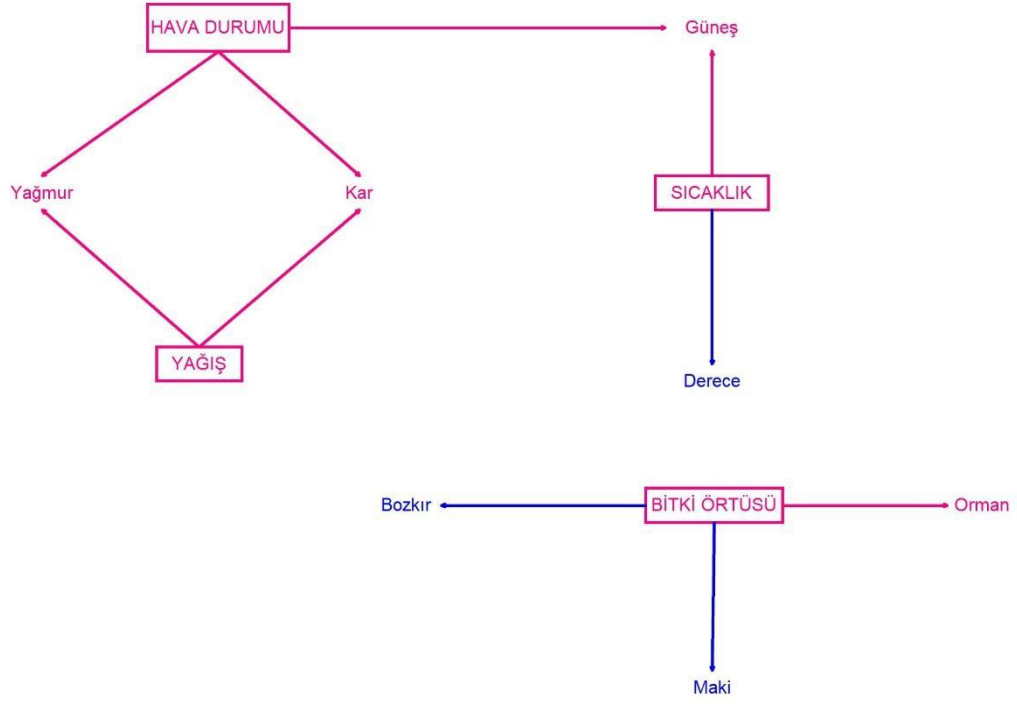 HAVA DURUMU
Güneş
Yağmur
Kar
SICAKLIK
YAĞIŞ
Derece
Bozkır
BİTKİ ÖRTÜSÜ
Orman
Maki